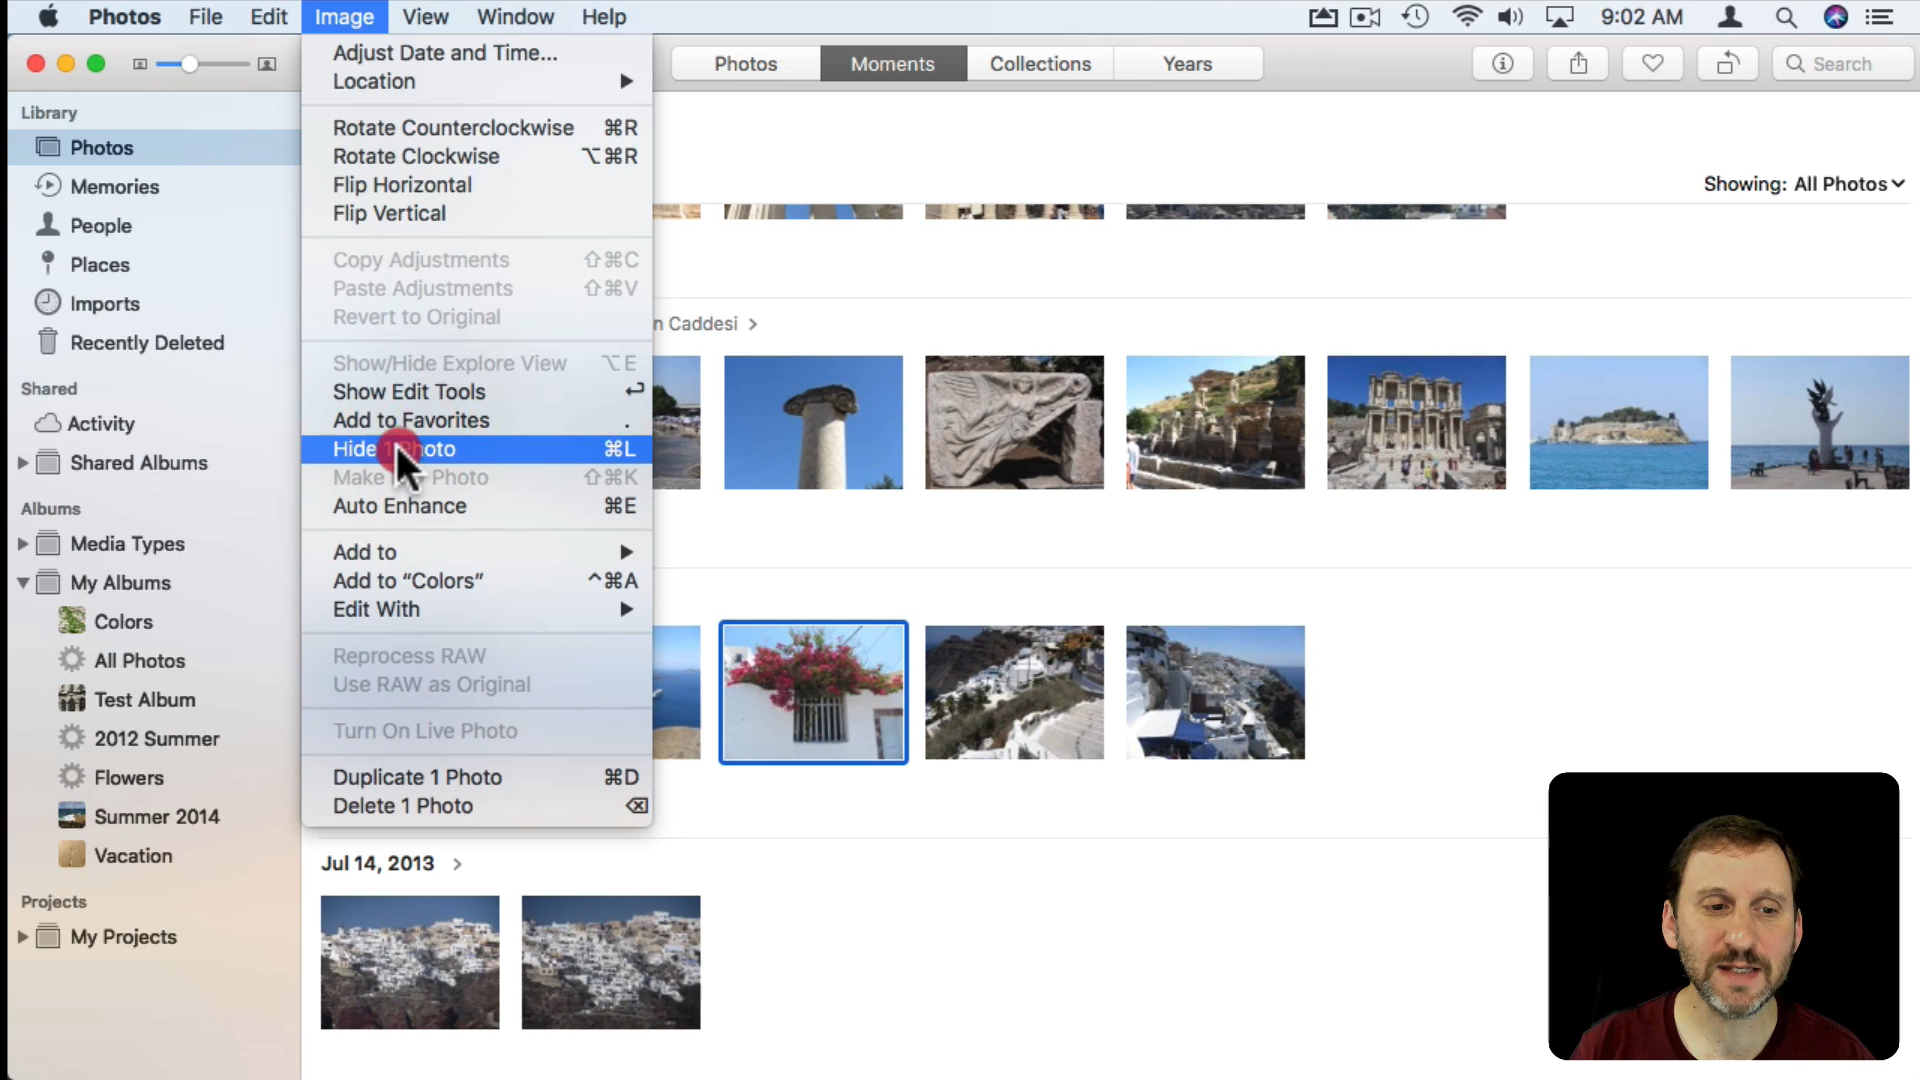 Photos File Edit Image View Window Help 9:02 AM
Photos Moments Collections Years Search
Library
Photos
Memories
People
Places
Imports
Recently Deleted
Shared
Activity
Shared Albums
Albums
Media Types
My Albums
Colors
All Photos
Test Album
2012 Summer
Flowers
Summer 2014
Vacation
Projects
My Projects
Adjust Date and Time...
Location
Rotate Counterclockwise ⌘R
Rotate Clockwise ⌥⌘R
Flip Horizontal
Flip Vertical
Copy Adjustments ⇧⌘C
Paste Adjustments ⇧⌘V
Revert to Original
Show/Hide Explore View ⌥E
Show Edit Tools ↩
Add to Favorites .
Hide 1 Photo ⌘L
Make Photo ⇧⌘K
Auto Enhance ⌘E
Add to
Add to “Colors” ^⌘A
Edit With
Reprocess RAW
Use RAW as Original
Turn On Live Photo
Duplicate 1 Photo ⌘D
Delete 1 Photo ⌫
Showing: All Photos
n Caddesi >
Jul 14, 2013 >